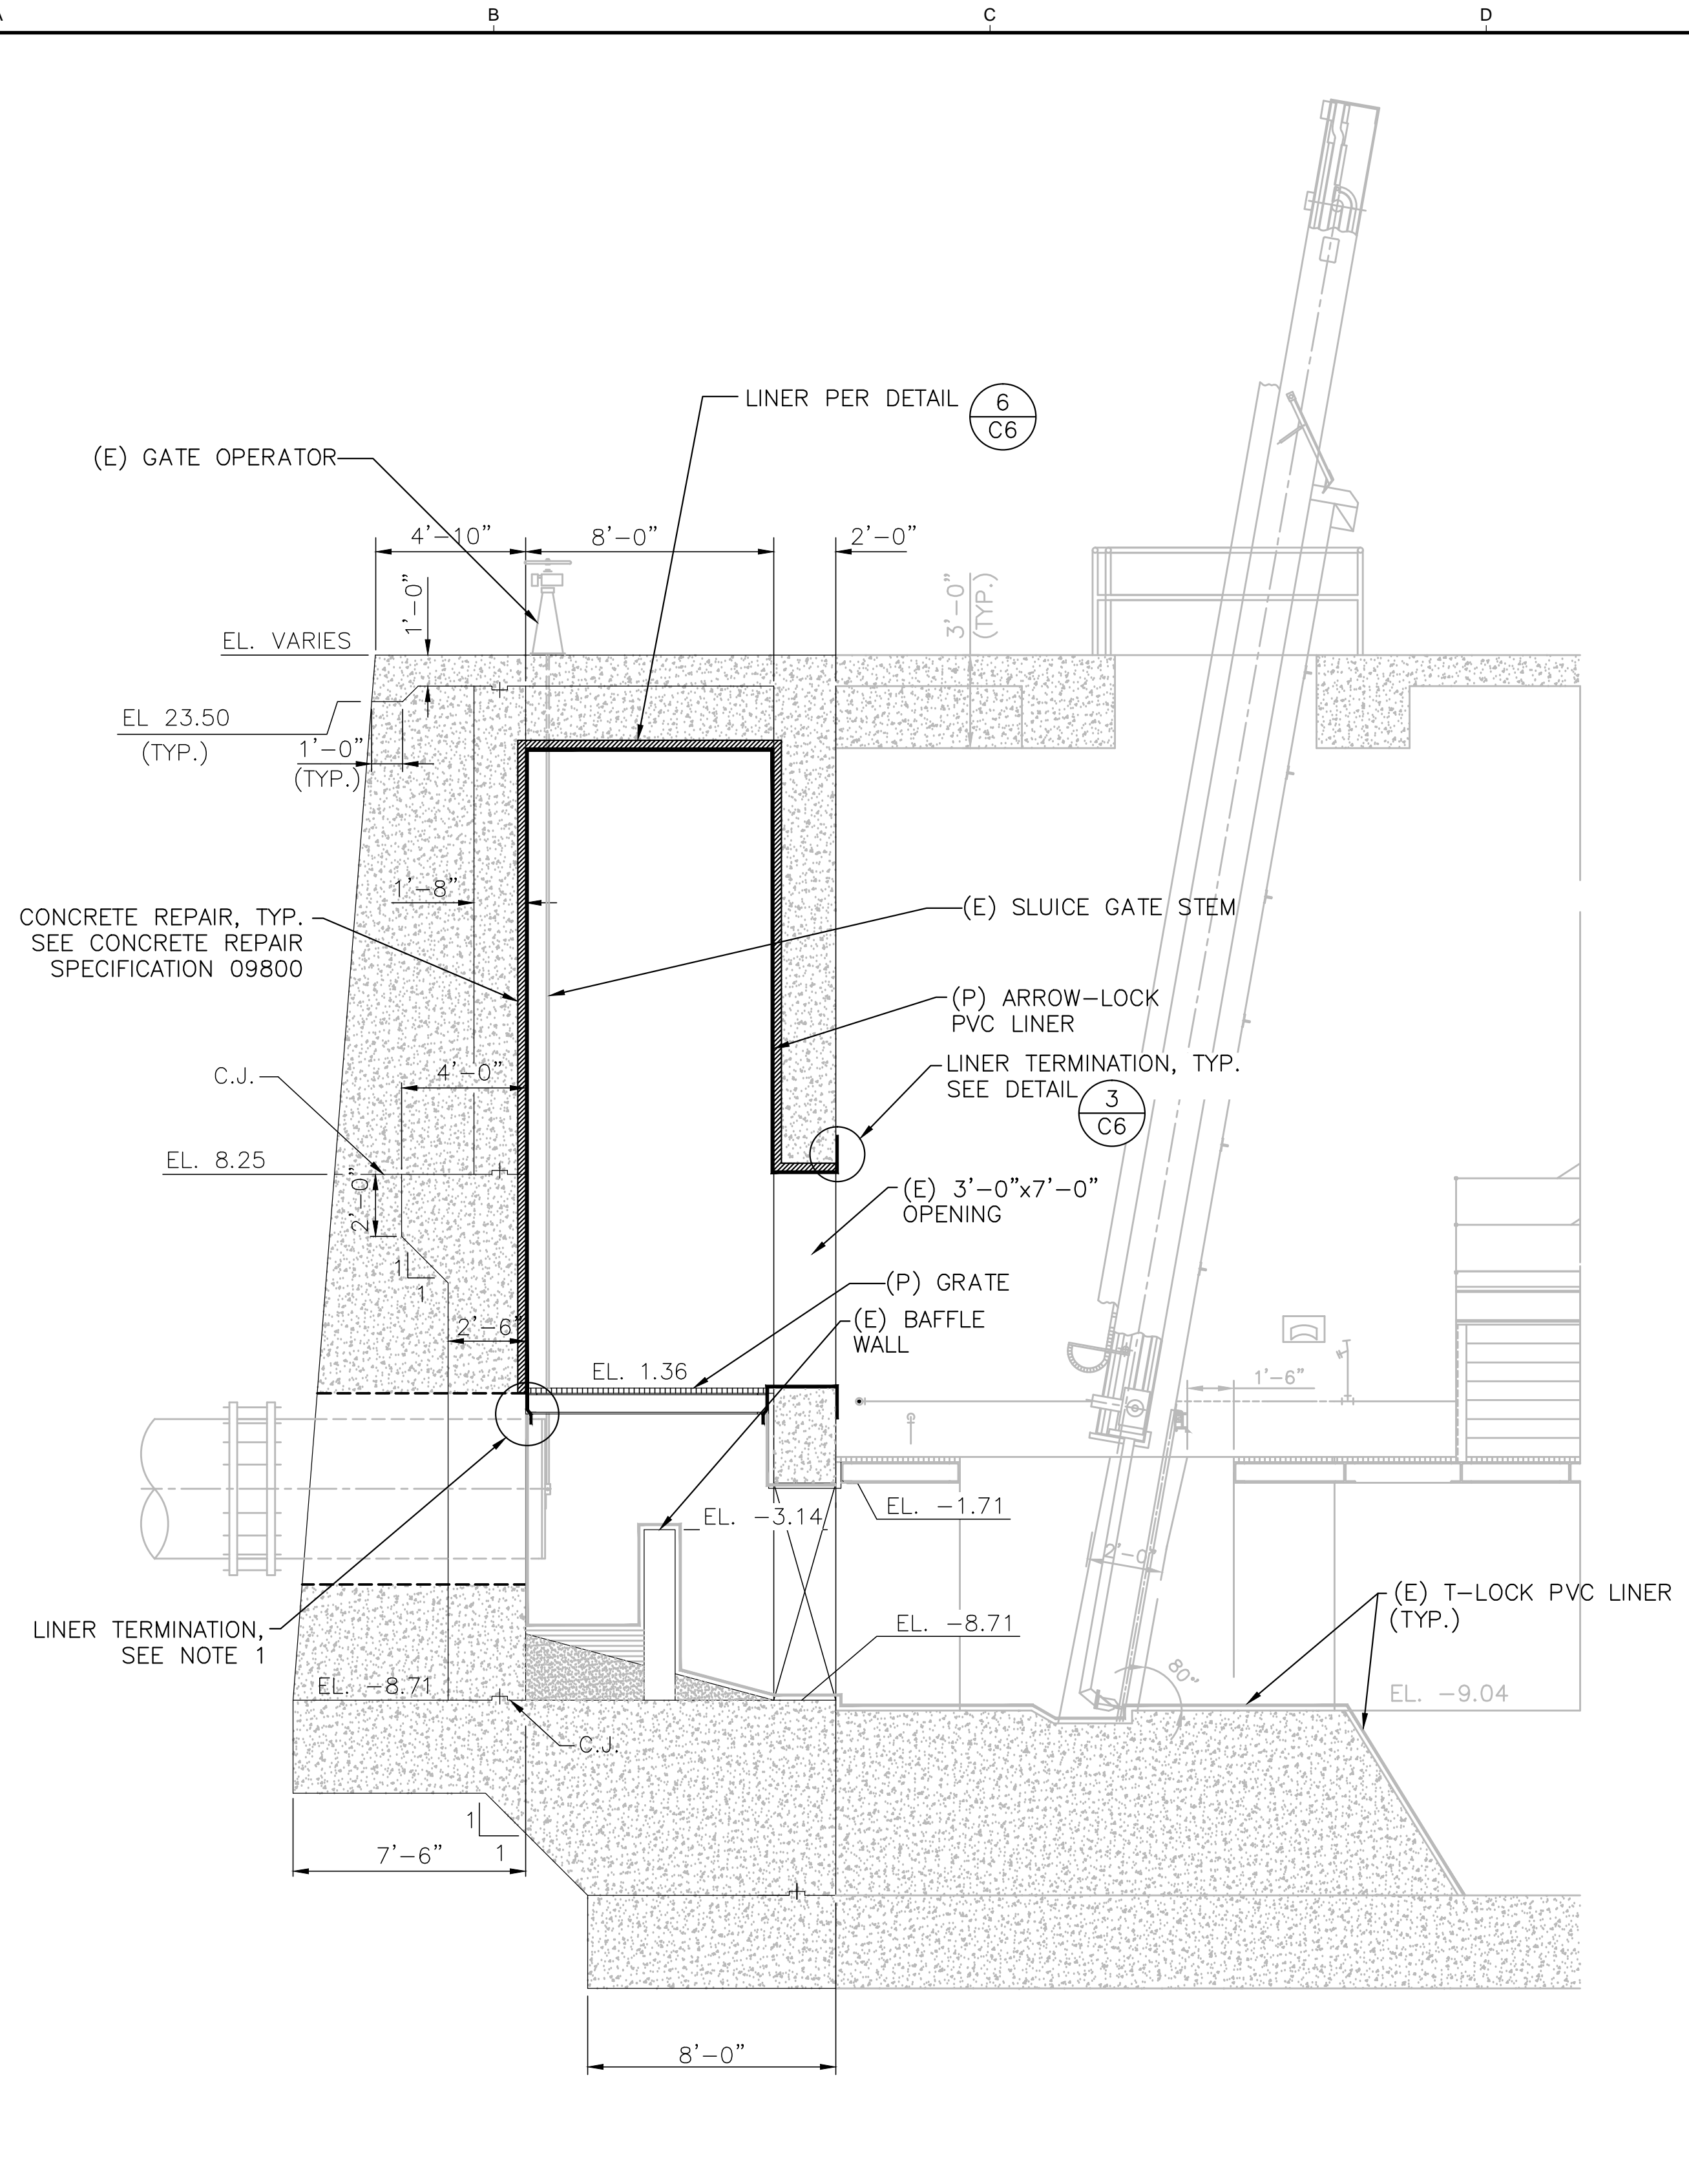 A
B
C
D
LINER PER DETAIL
6
C6
(E) GATE OPERATOR
4'-10"
8'-0"
2'-0"
1'-0"
3'-0"
(TYP.)
EL. VARIES
EL 23.50
(TYP.)
1'-0"
(TYP.)
1'-8"
CONCRETE REPAIR, TYP.
SEE CONCRETE REPAIR
SPECIFICATION 09800
(E) SLUICE GATE STEM
(P) ARROW-LOCK
PVC LINER
LINER TERMINATION, TYP.
SEE DETAIL
3
C6
C.J.
4'-0"
EL. 8.25
2'-0"
(E) 3'-0"x7'-0"
OPENING
1
1
(P) GRATE
2'-6"
(E) BAFFLE
WALL
EL. 1.36
1'-6"
EL. -1.71
EL. -3.14
2'-0"
(E) T-LOCK PVC LINER
(TYP.)
LINER TERMINATION,
SEE NOTE 1
EL. -8.71
EL. -8.71
80°
EL. -9.04
C.J.
1
1
7'-6"
8'-0"